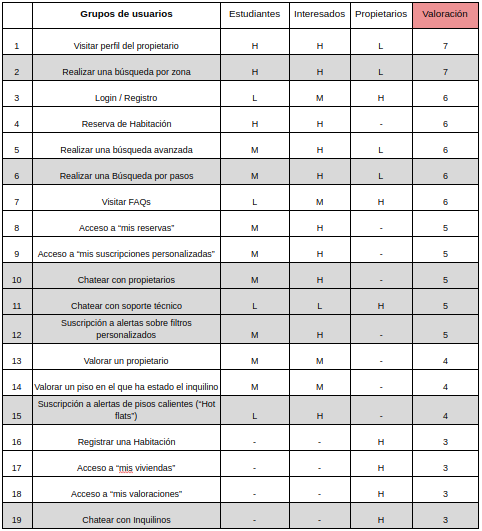 Grupos de usuarios Estudiantes Interesados Propietarios Valoración
1 Visitar perfil del propietario H H L 7
2 Realizar una búsqueda por zona H H L 7
3 Login / Registro L M H 6
4 Reserva de Habitación H H - 6
5 Realizar una búsqueda avanzada M H L 6
6 Realizar una Búsqueda por pasos M H L 6
7 Visitar FAQs L M H 6
8 Acceso a “mis reservas” M H - 5
9 Acceso a “mis suscripciones personalizadas” M H - 5
10 Chatear con propietarios M H - 5
11 Chatear con soporte técnico L L H 5
Suscripción a alertas sobre filtros
12 personalizados M H - 5
13 Valorar un propietario M M - 4
14 Valorar un piso en el que ha estado el inquilino M M - 4
Suscripción a alertas de pisos calientes (“Hot
15 flats”) L H - 4
16 Registrar una Habitación - - H 3
17 Acceso a “mis viviendas” - - H 3
18 Acceso a “mis valoraciones” - - H 3
19 Chatear con Inquilinos - - H 3